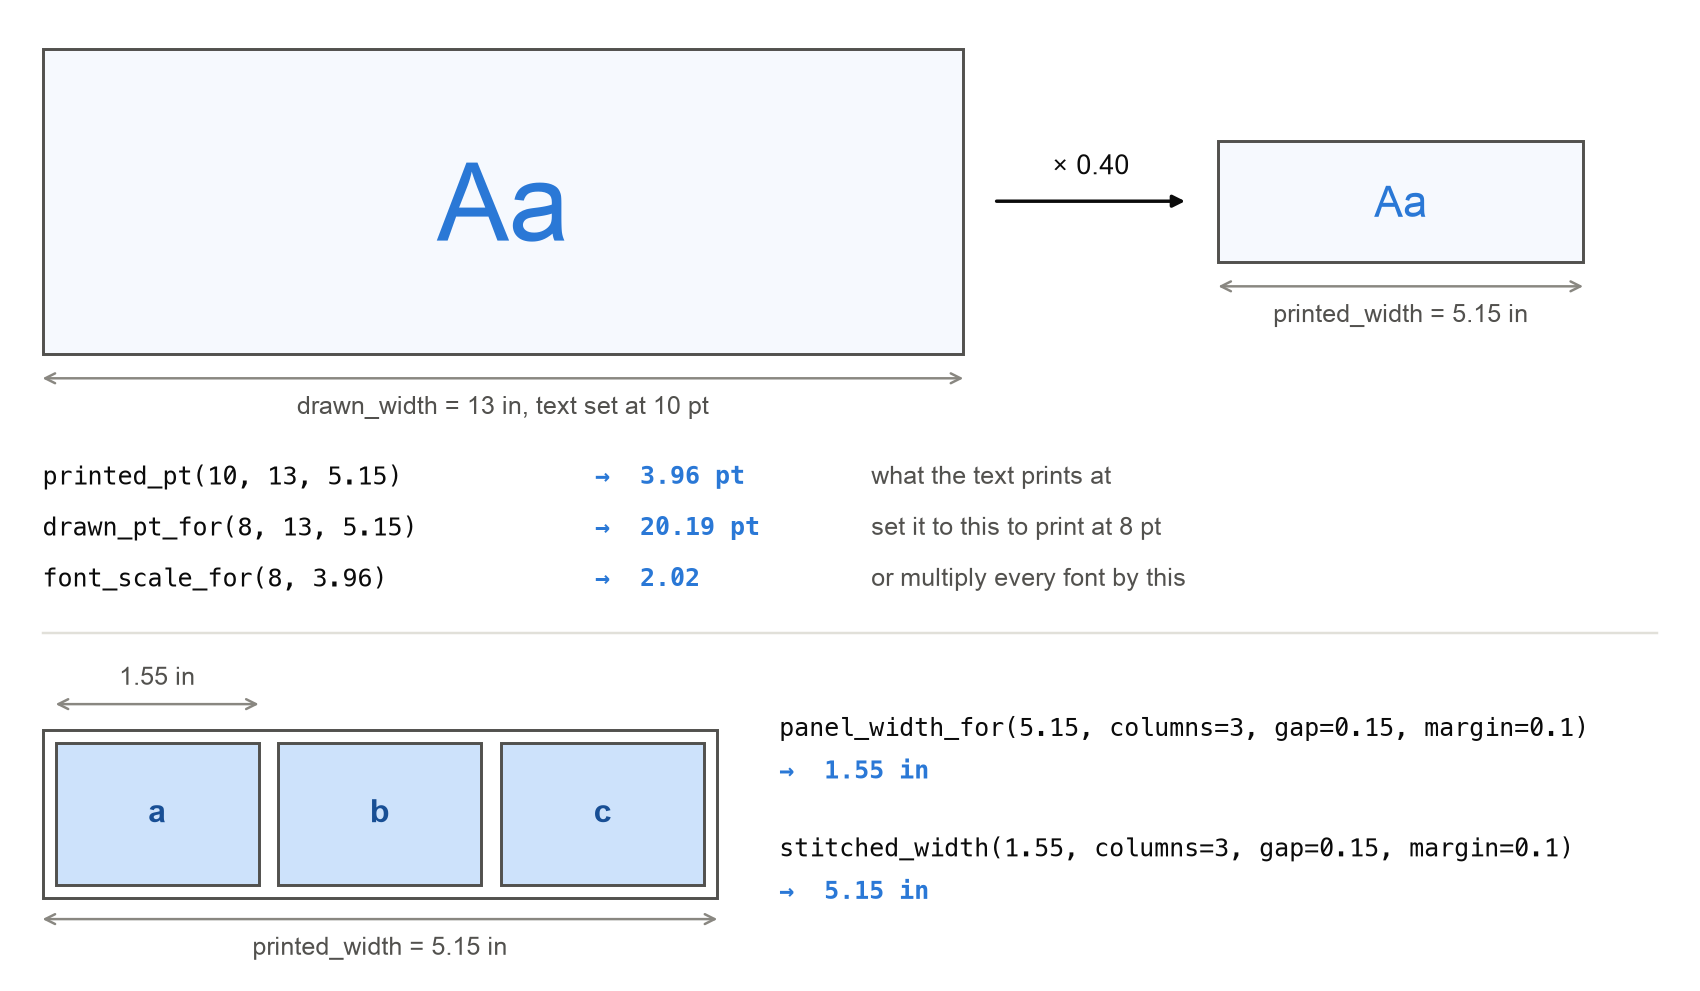 Aa
× 0.40
Aa
printed_width = 5.15 in
drawn_width = 13 in, text set at 10 pt
printed_pt(10, 13, 5.15) → 3.96 pt what the text prints at
drawn_pt_for(8, 13, 5.15) → 20.19 pt set it to this to print at 8 pt
font_scale_for(8, 3.96) → 2.02 or multiply every font by this
1.55 in
a b c
printed_width = 5.15 in
panel_width_for(5.15, columns=3, gap=0.15, margin=0.1)
→ 1.55 in
stitched_width(1.55, columns=3, gap=0.15, margin=0.1)
→ 5.15 in